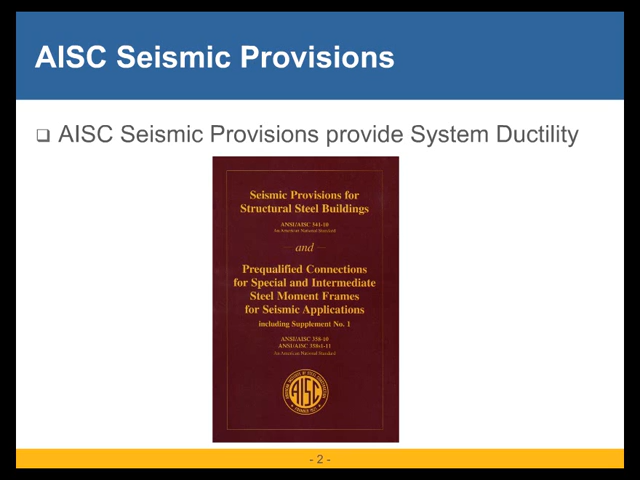 AISC Seismic Provisions
❑ AISC Seismic Provisions provide System Ductility
Seismic Provisions for
Structural Steel Buildings
ANSI/AISC 341-10
An American National Standard
and
Prequalified Connections
for Special and Intermediate
Steel Moment Frames
for Seismic Applications
including Supplement No. 1
ANSI/AISC 358-10
ANSI/AISC 358s1-11
An American National Standard
AISC
- 2 -